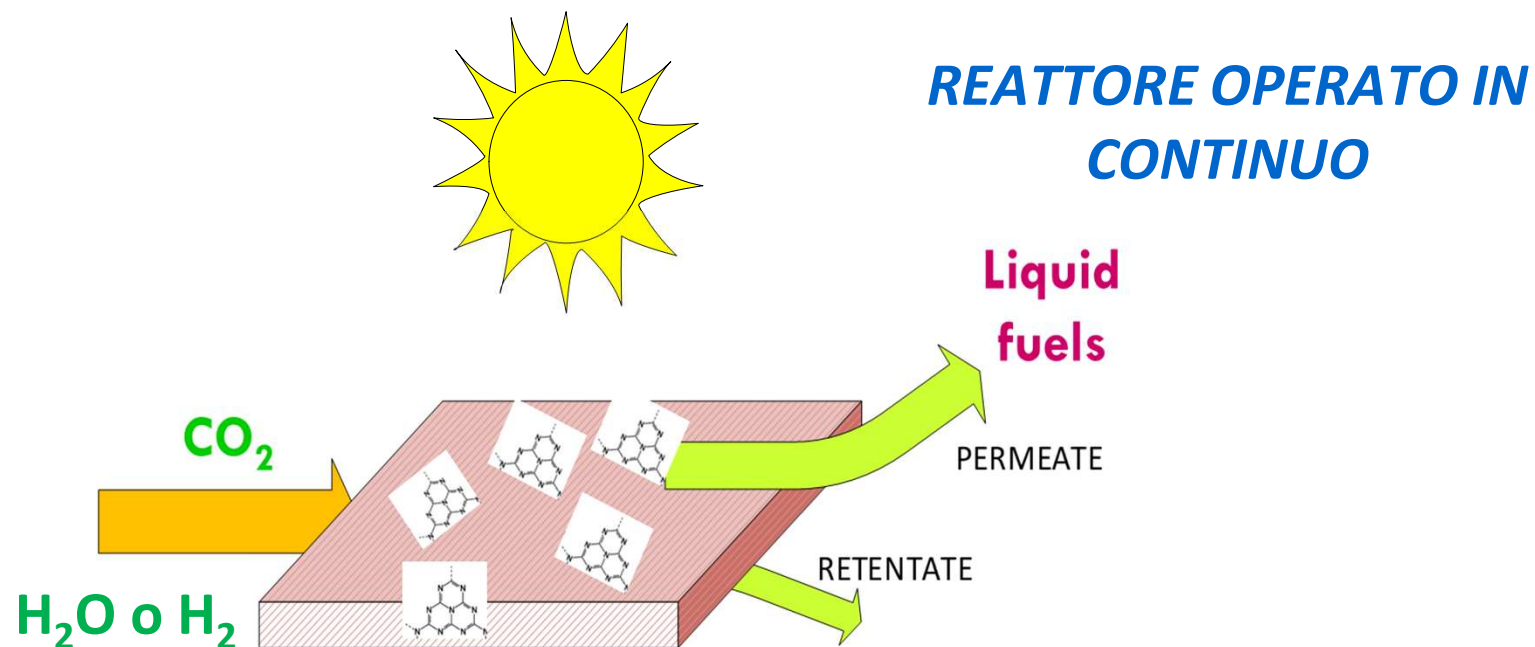 REATTORE OPERATO IN
CONTINUO
Liquid
fuels
CO₂
PERMEATE
RETENTATE
H₂O o H₂